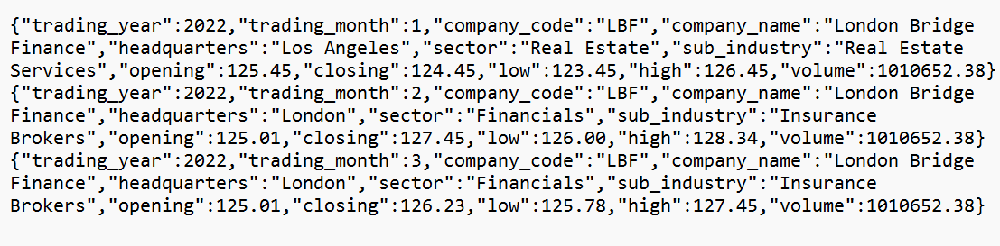 {"trading_year":2022,"trading_month":1,"company_code":"LBF","company_name":"London Bridge
Finance","headquarters":"Los Angeles","sector":"Real Estate","sub_industry":"Real Estate
Services","opening":125.45,"closing":124.45,"low":123.45,"high":126.45,"volume":1010652.38}
{"trading_year":2022,"trading_month":2,"company_code":"LBF","company_name":"London Bridge
Finance","headquarters":"London","sector":"Financials","sub_industry":"Insurance
Brokers","opening":125.01,"closing":127.45,"low":126.00,"high":128.34,"volume":1010652.38}
{"trading_year":2022,"trading_month":3,"company_code":"LBF","company_name":"London Bridge
Finance","headquarters":"London","sector":"Financials","sub_industry":"Insurance
Brokers","opening":125.01,"closing":126.23,"low":125.78,"high":127.45,"volume":1010652.38}